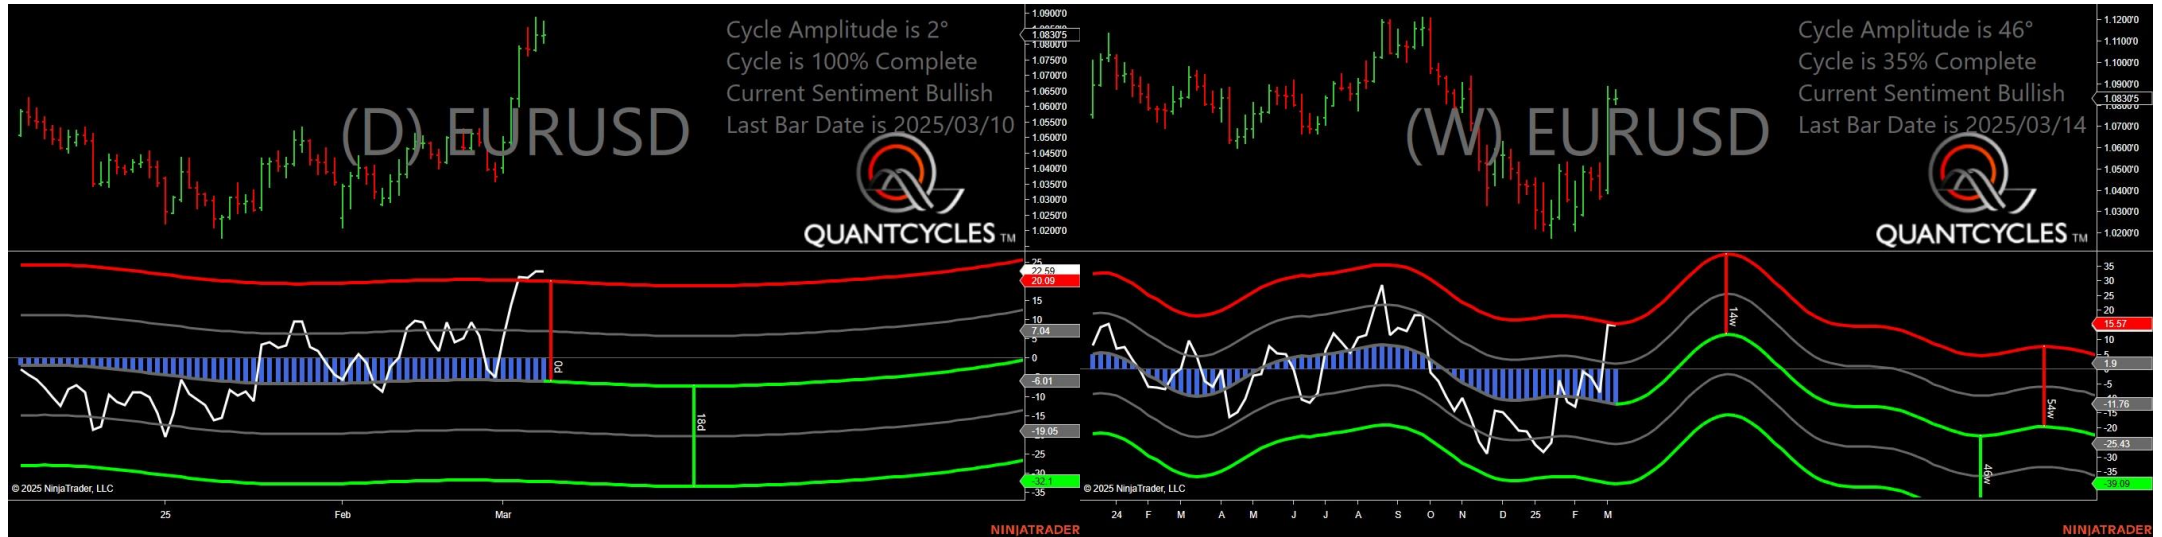 Cycle Amplitude is 2°
Cycle is 100% Complete
Current Sentiment Bullish
Last Bar Date is 2025/03/10
(D) EURUSD
QUANTCYCLES TM
1.0900'0
1.0830'5
1.0800'0
1.0750'0
1.0700'0
1.0650'0
1.0600'0
1.0550'0
1.0500'0
1.0450'0
1.0400'0
1.0350'0
1.0300'0
1.0250'0
1.0200'0
25
22.59
20.09
15
10
7.04
5
0
-6.01
-10
-15
-19.05
-25
-30
-32.1
-35
0d
18d
© 2025 NinjaTrader, LLC
25 Feb Mar
NINJATRADER
Cycle Amplitude is 46°
Cycle is 35% Complete
Current Sentiment Bullish
Last Bar Date is 2025/03/14
(W) EURUSD
QUANTCYCLES TM
1.1200'0
1.1100'0
1.1000'0
1.0900'0
1.0830'5
1.0800'0
1.0700'0
1.0600'0
1.0500'0
1.0400'0
1.0300'0
1.0200'0
35
30
25
20
15.57
10
5
1.9
-5
-11.76
-15
-20
-25.43
-30
-35
-39.09
14w
46w
54w
© 2025 NinjaTrader, LLC
24 F M A M J J A S O N D 25 F M
NINJATRADER